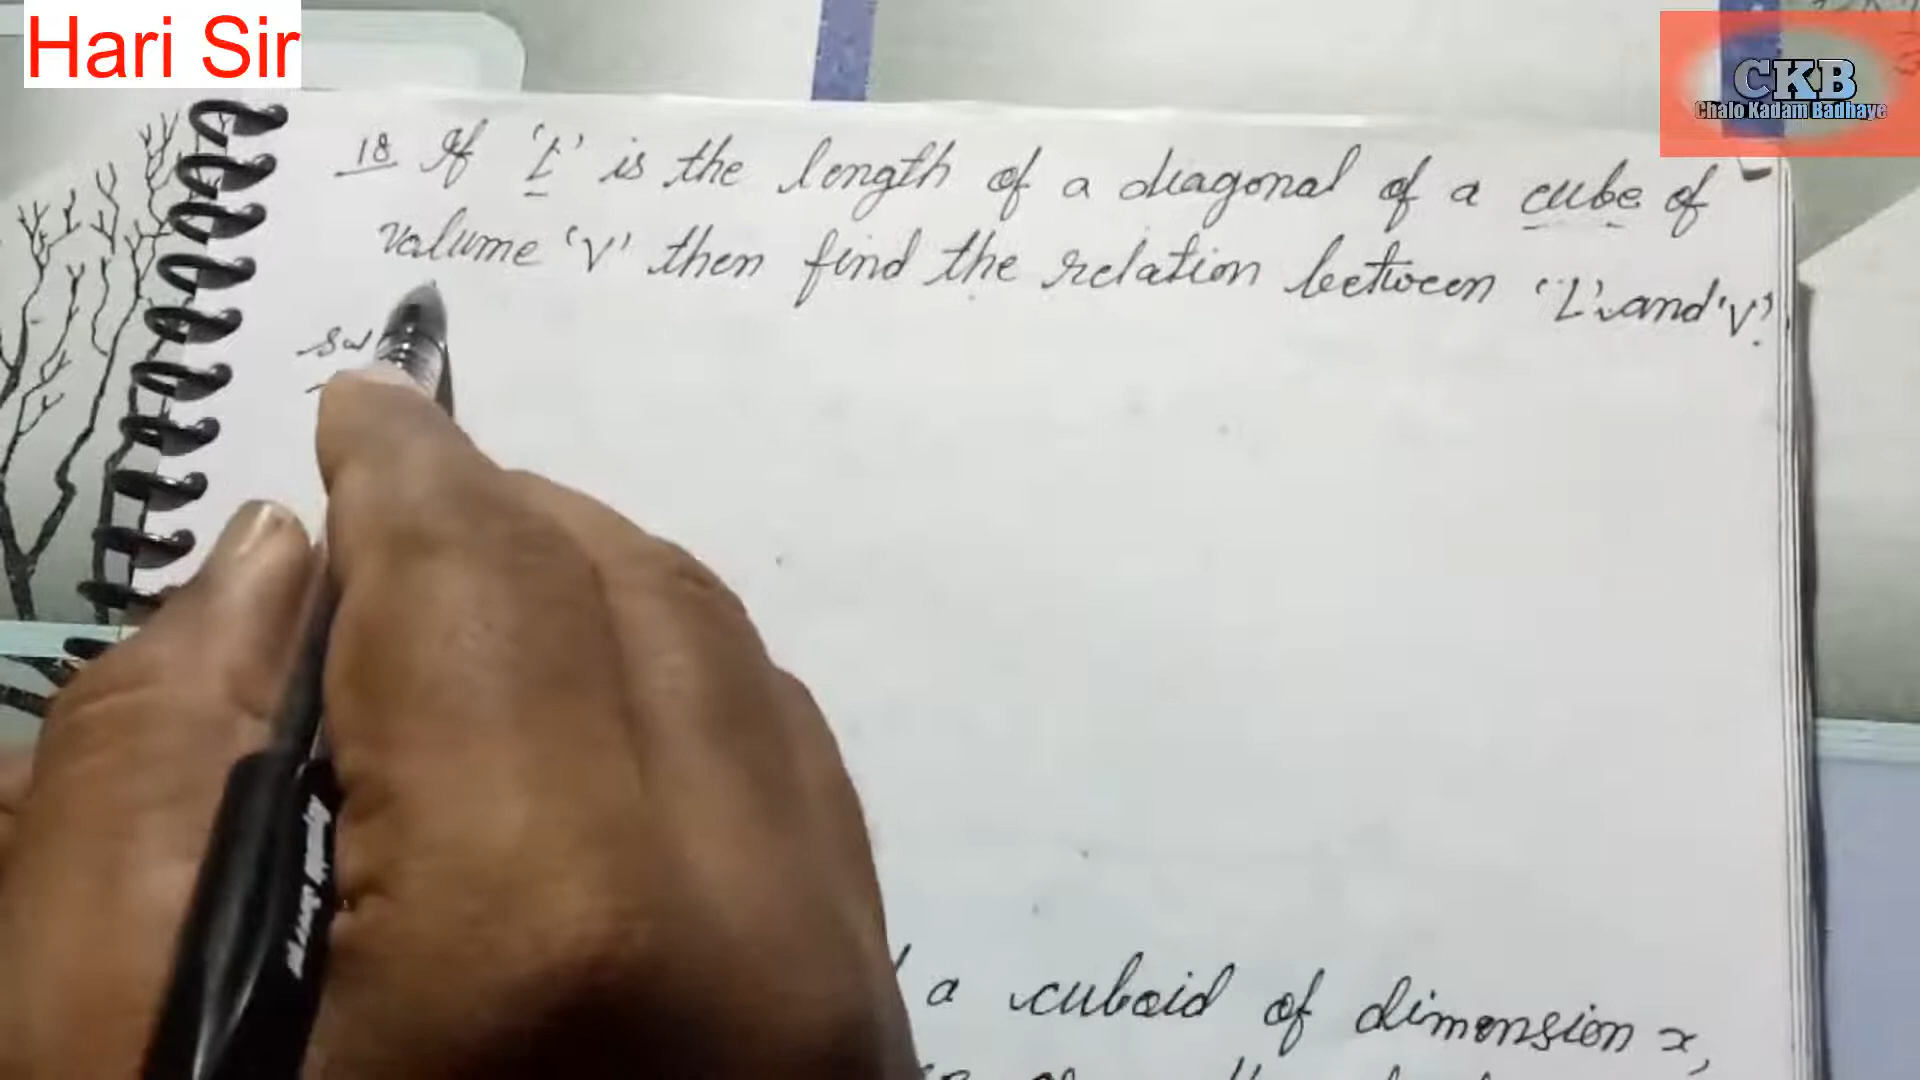 Hari Sir
CKB
Chalo Kadam Badhaye
18 If 'L' is the length of a diagonal of a cube of
valume 'V' then find the relation between 'L' and 'V'?
a cuboid of dimension x,